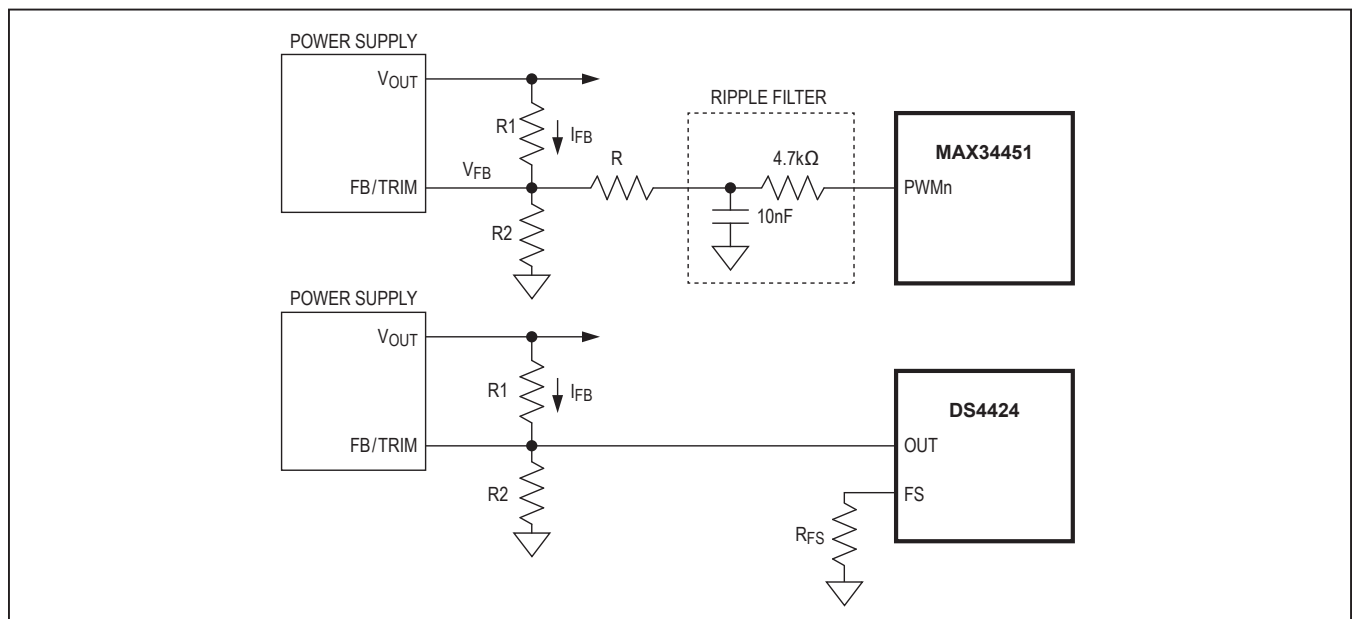 POWER SUPPLY
VOUT
RIPPLE FILTER
R1
IFB
MAX34451
R
4.7kΩ
VFB
FB/TRIM
PWMn
10nF
R2
POWER SUPPLY
VOUT
R1
IFB
DS4424
FB/TRIM
OUT
R2
FS
RFS